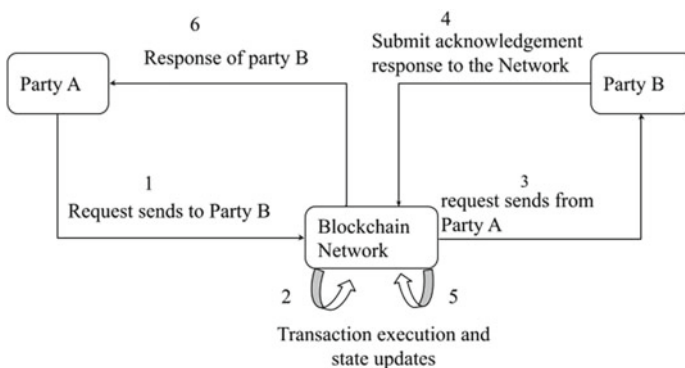 6
4
Response of party B
Submit acknowledgement
response to the Network
Party A
Party B
1
Request sends to Party B
3
request sends from
Party A
Blockchain
Network
2
5
Transaction execution and
state updates